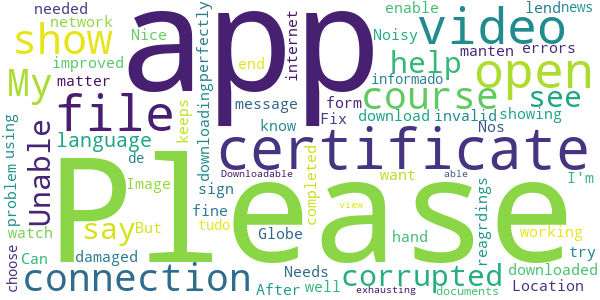 needed
network
improved
Nice
show
My
matter
file
language
Unable
de
problem
using
Image
say
But
watch
Can
damaged
choose
connection
app
Please
downloading
perfectly
end
internet
message
form
Fix
keeps
know
certificate
Downloadable
sign
fine
tudo
completed
Globe
Needs
After
well
view
exhausting
documents
able
want
hand
corrupted
enable
lend
news
Noisy
video
manten
errors
help
informado
open
course
see
download
invalid
showing
Nos
reagrdings
I'm
working
try
downloaded
Location